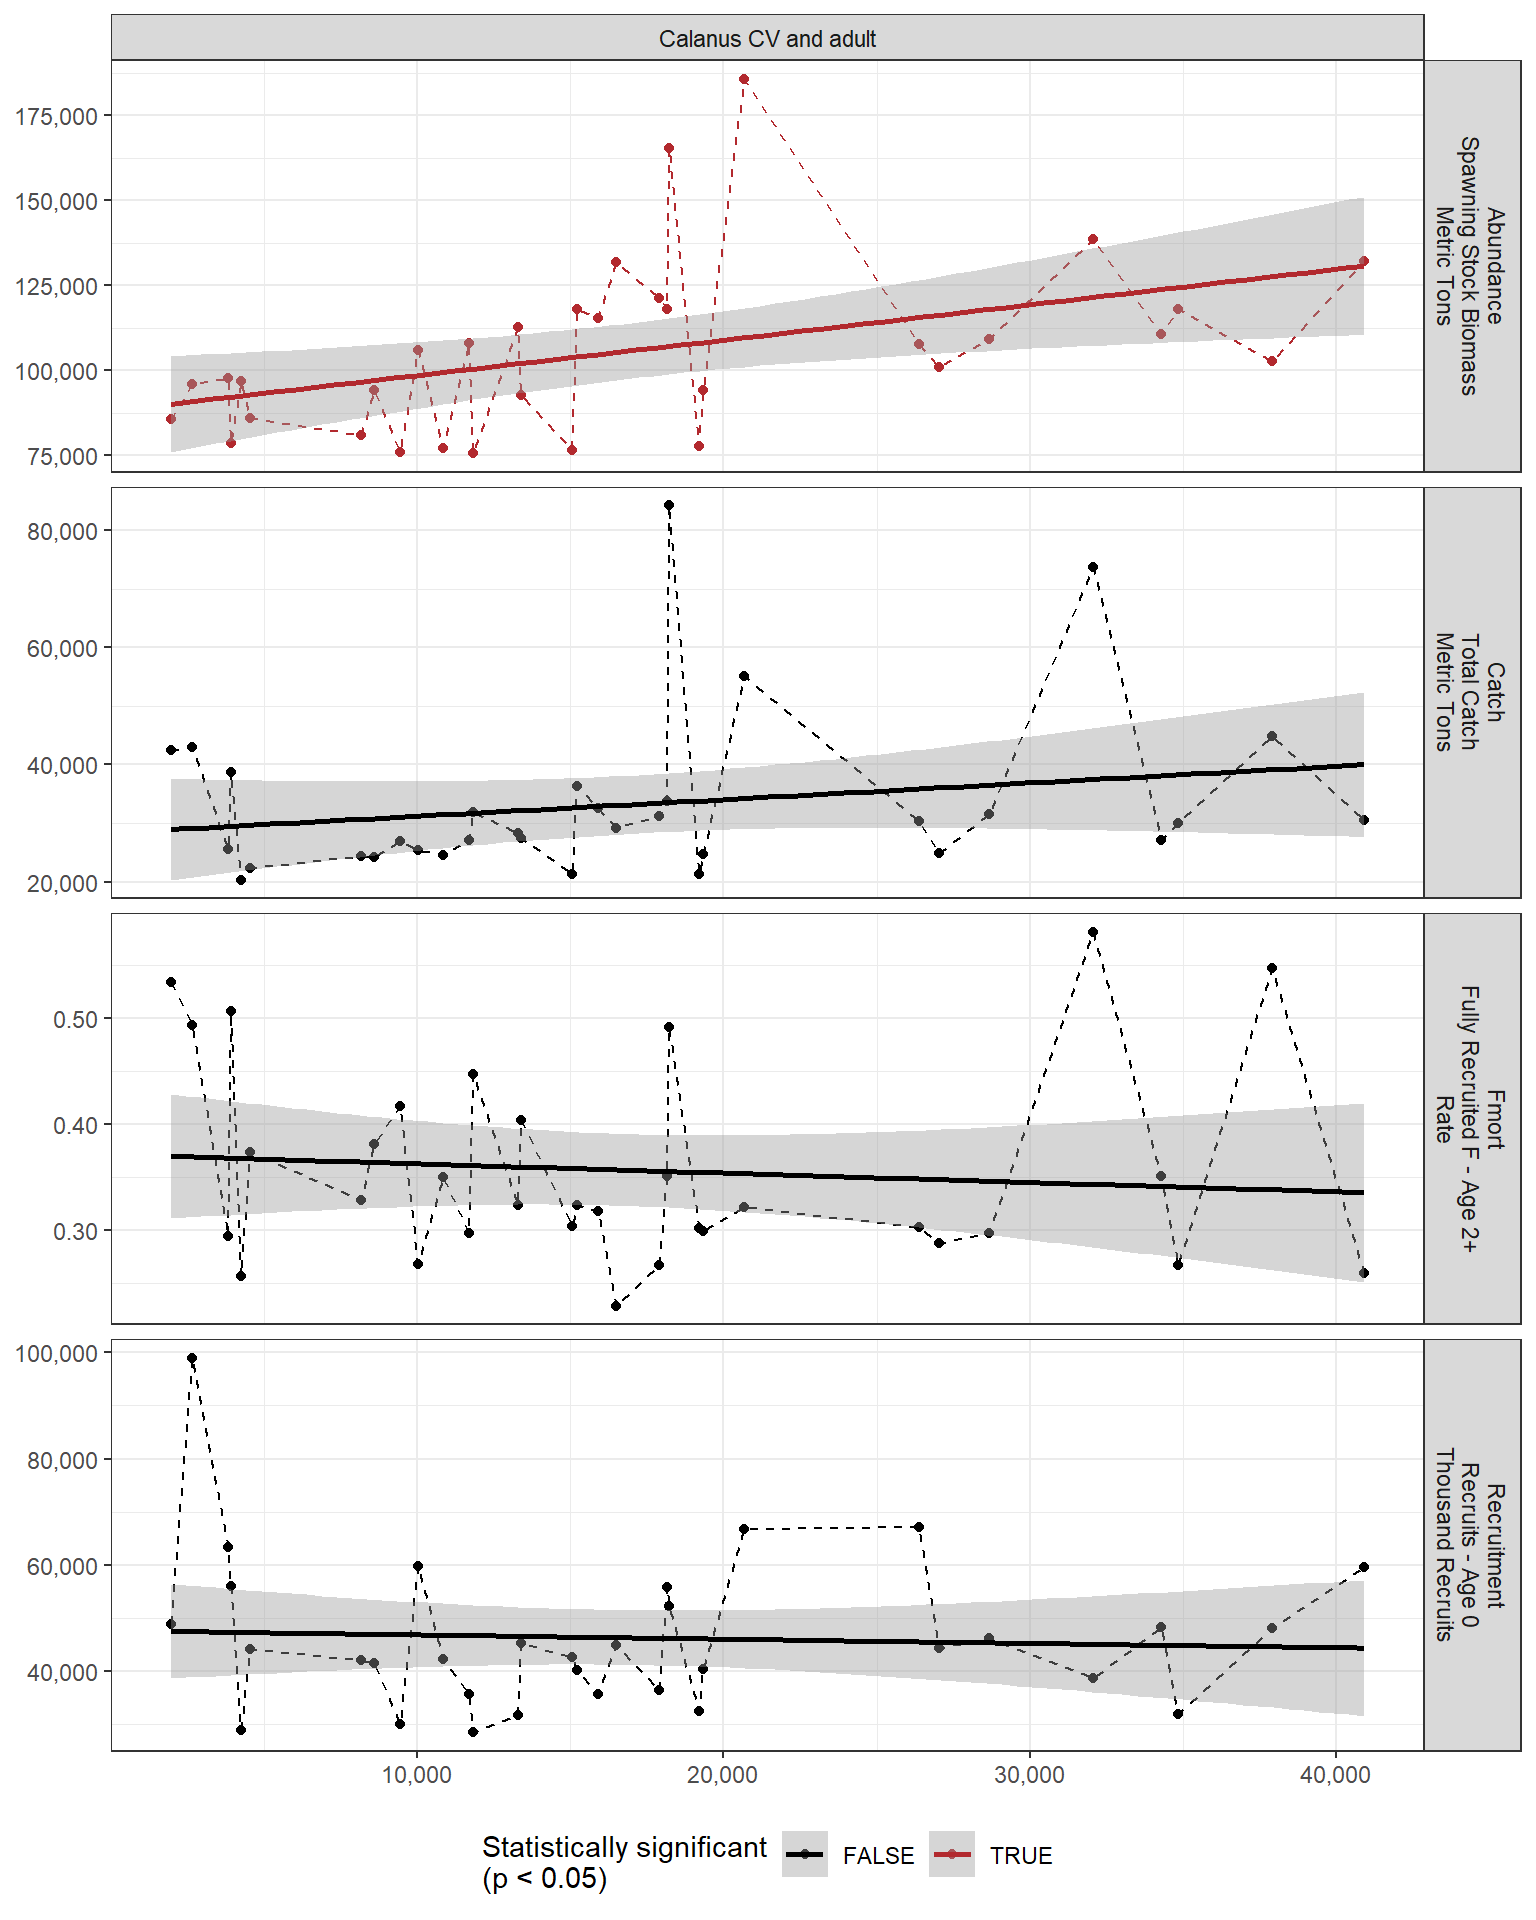 Calanus CV and adult
175,000
150,000
125,000
100,000
75,000
Abundance
Spawning Stock Biomass
Metric Tons
80,000
60,000
40,000
20,000
Catch
Total Catch
Metric Tons
0.50
0.40
0.30
Fmort
Fully Recruited F - Age 2+
Rate
100,000
80,000
60,000
40,000
Recruitment
Recruits - Age 0
Thousand Recruits
10,000
20,000
30,000
40,000
Statistically significant
(p < 0.05)
FALSE
TRUE